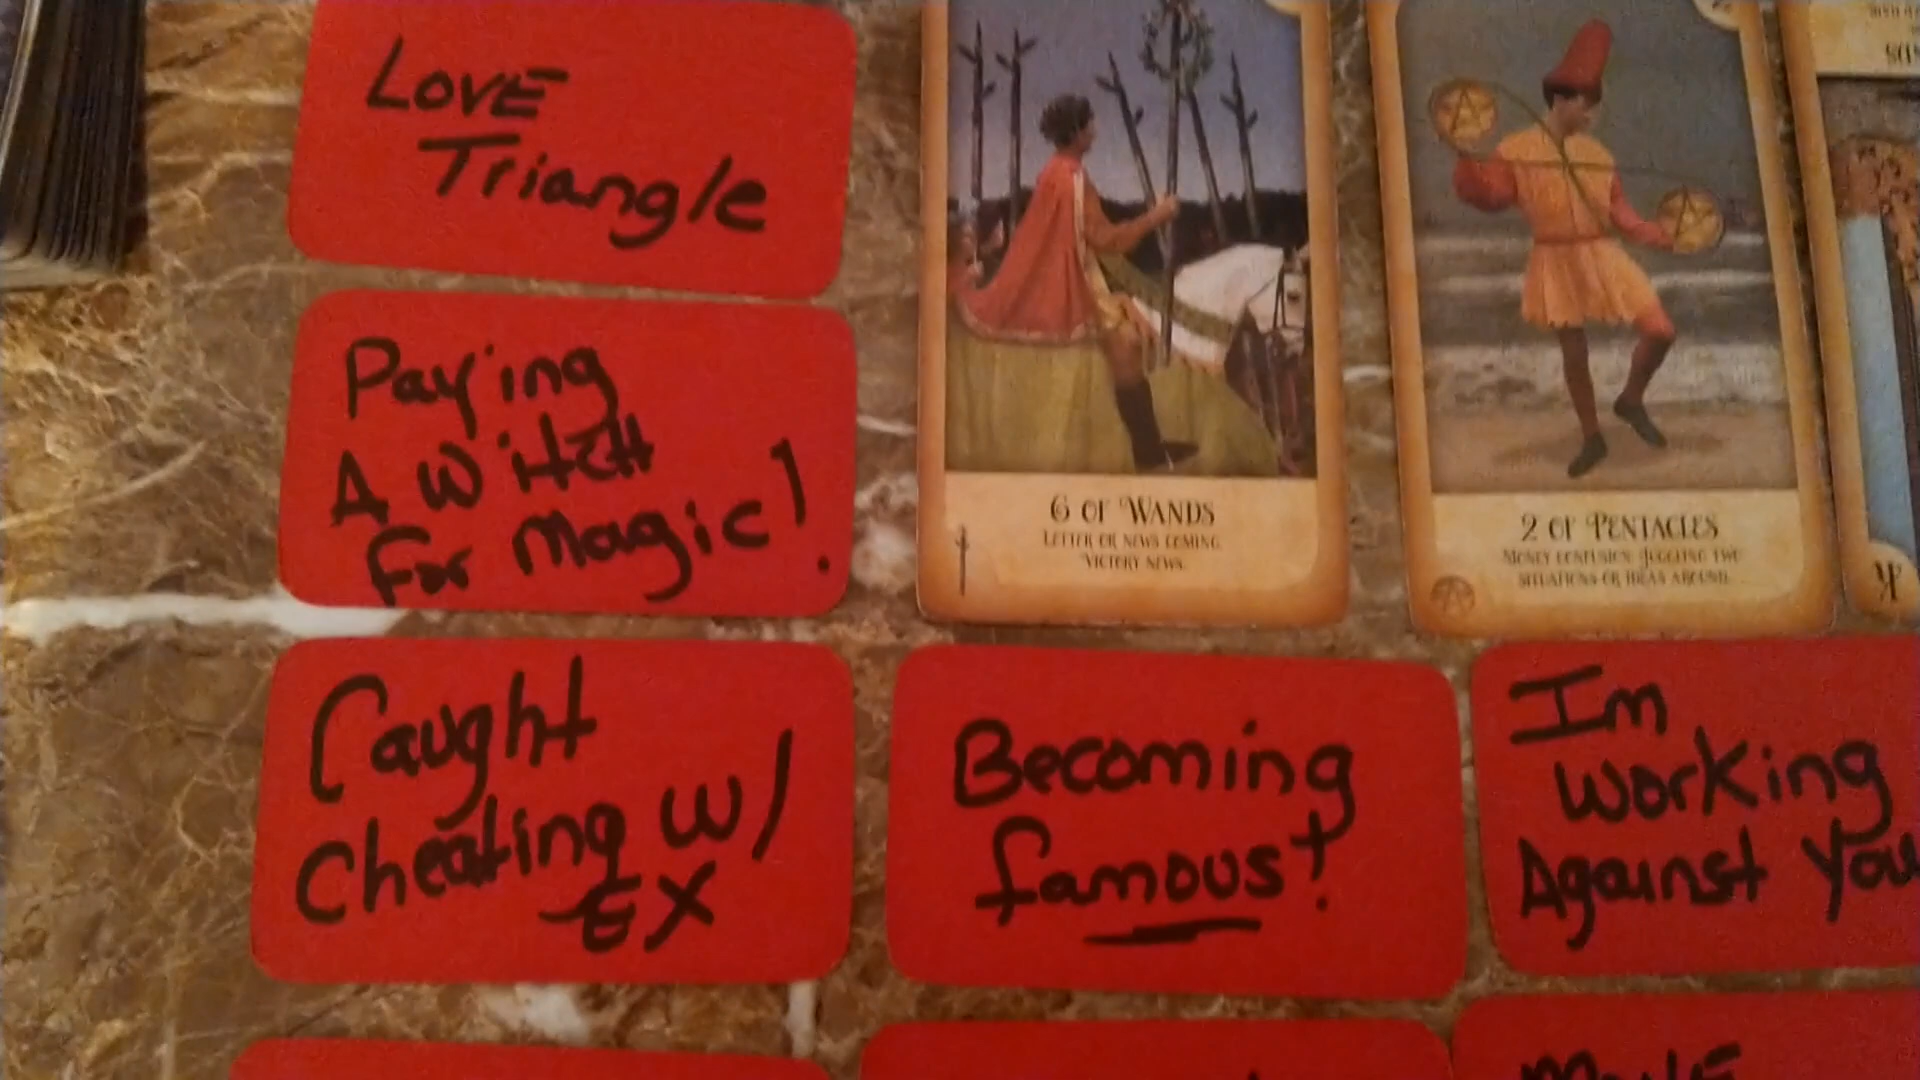 LOVE
Triangle
Paying
A Witch
For Magic!
Caught
Cheating w/
EX
6 OF WANDS
LETTER OR NEWS COMING.
VICTORY NEWS.
2 OF PENTACLES
MONEY CONFUSION. JUGGLING TWO
SITUATIONS OR IDEAS AROUND.
Becoming
famous!
Im
Working
Against You